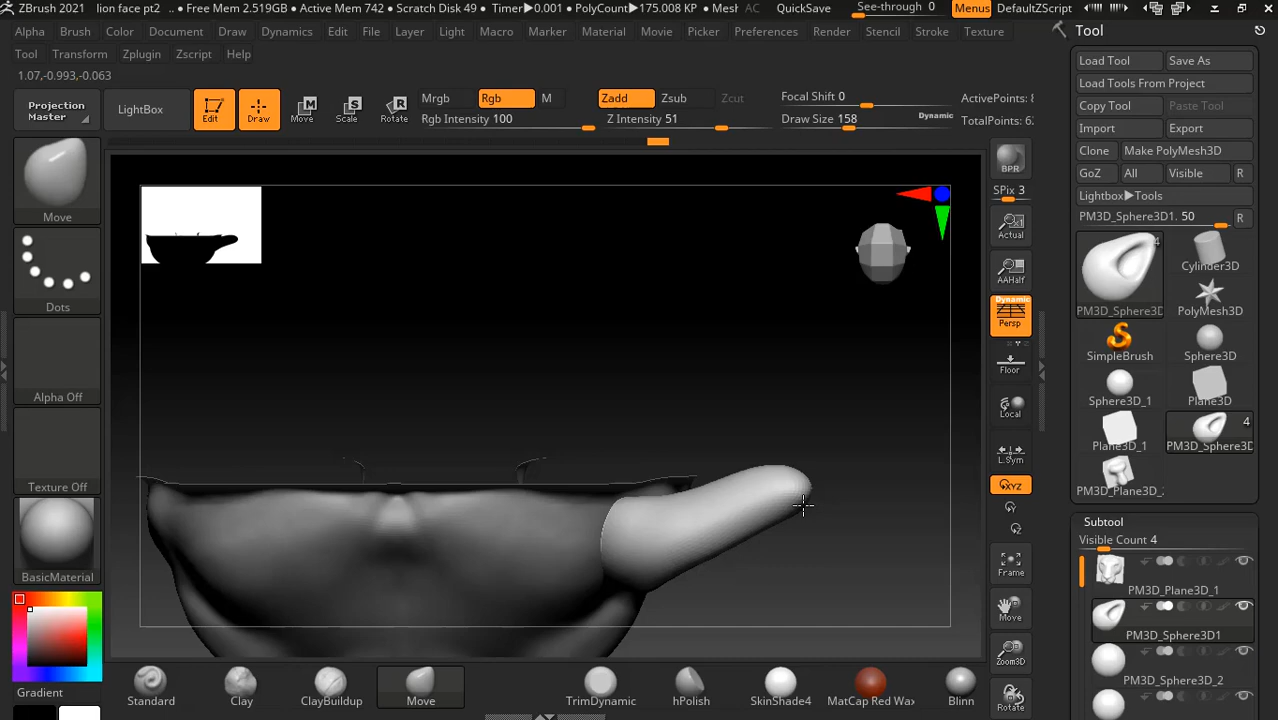 ZBrush 2021 lion face pt2 .. • Free Mem 2.519GB • Active Mem 742 • Scratch Disk 49 • Timer▶0.001 • PolyCount▶175.008 KP • Mesh AC QuickSave See-through 0 Menus DefaultZScript
Alpha Brush Color Document Draw Dynamics Edit File Layer Light Macro Marker Material Movie Picker Preferences Render Stencil Stroke Texture
Tool Transform Zplugin Zscript Help
1.07,-0.993,-0.063
Projection Master
LightBox
Edit
Draw
Move
Scale
Rotate
Mrgb Rgb M
Rgb Intensity 100
Zadd Zsub Zcut
Z Intensity 51
Focal Shift 0
Draw Size 158
Dynamic
ActivePoints:
TotalPoints:
Move
Dots
Alpha Off
Texture Off
BasicMaterial
Gradient
BPR
SPix 3
Actual
AAHalf
Dynamic
Persp
Floor
Local
L.Sym
XYZ
Frame
Move
Zoom3D
Rotate
Tool
Load Tool Save As
Load Tools From Project
Copy Tool Paste Tool
Import Export
Clone Make PolyMesh3D
GoZ All Visible R
Lightbox▶Tools
PM3D_Sphere3D1. 50 R
4
PM3D_Sphere3D
Cylinder3D
PolyMesh3D
SimpleBrush Sphere3D
Sphere3D_1 Plane3D
4
Plane3D_1 PM3D_Sphere3D
PM3D_Plane3D_
Subtool
Visible Count 4
PM3D_Plane3D_1
PM3D_Sphere3D1
PM3D_Sphere3D_2
Standard Clay ClayBuildup Move TrimDynamic hPolish SkinShade4 MatCap Red Wax Blinn